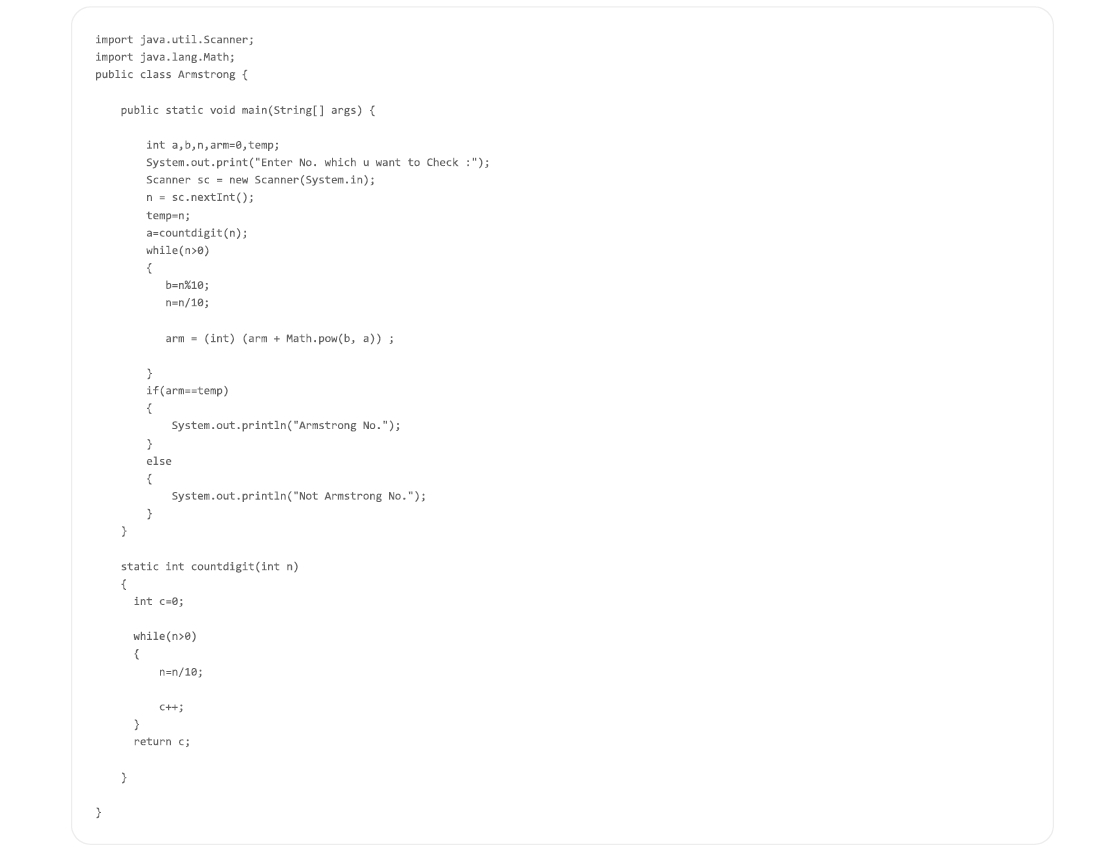 import java.util.Scanner;
import java.lang.Math;
public class Armstrong {
public static void main(String[] args) {
int a,b,n,arm=0,temp;
System.out.print("Enter No. which u want to Check :");
Scanner sc = new Scanner(System.in);
n = sc.nextInt();
temp=n;
a=countdigit(n);
while(n>0)
{
b=n%10;
n=n/10;
arm = (int) (arm + Math.pow(b, a)) ;
}
if(arm==temp)
{
System.out.println("Armstrong No.");
}
else
{
System.out.println("Not Armstrong No.");
}
}
static int countdigit(int n)
{
int c=0;
while(n>0)
{
n=n/10;
c++;
}
return c;
}
}